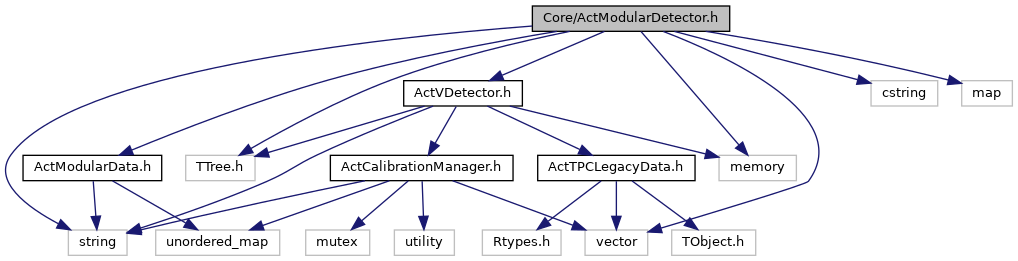 Core/ActModularDetector.h
ActVDetector.h
cstring
map
ActModularData.h
TTree.h
ActCalibrationManager.h
ActTPCLegacyData.h
memory
string
unordered_map
mutex
utility
Rtypes.h
vector
TObject.h